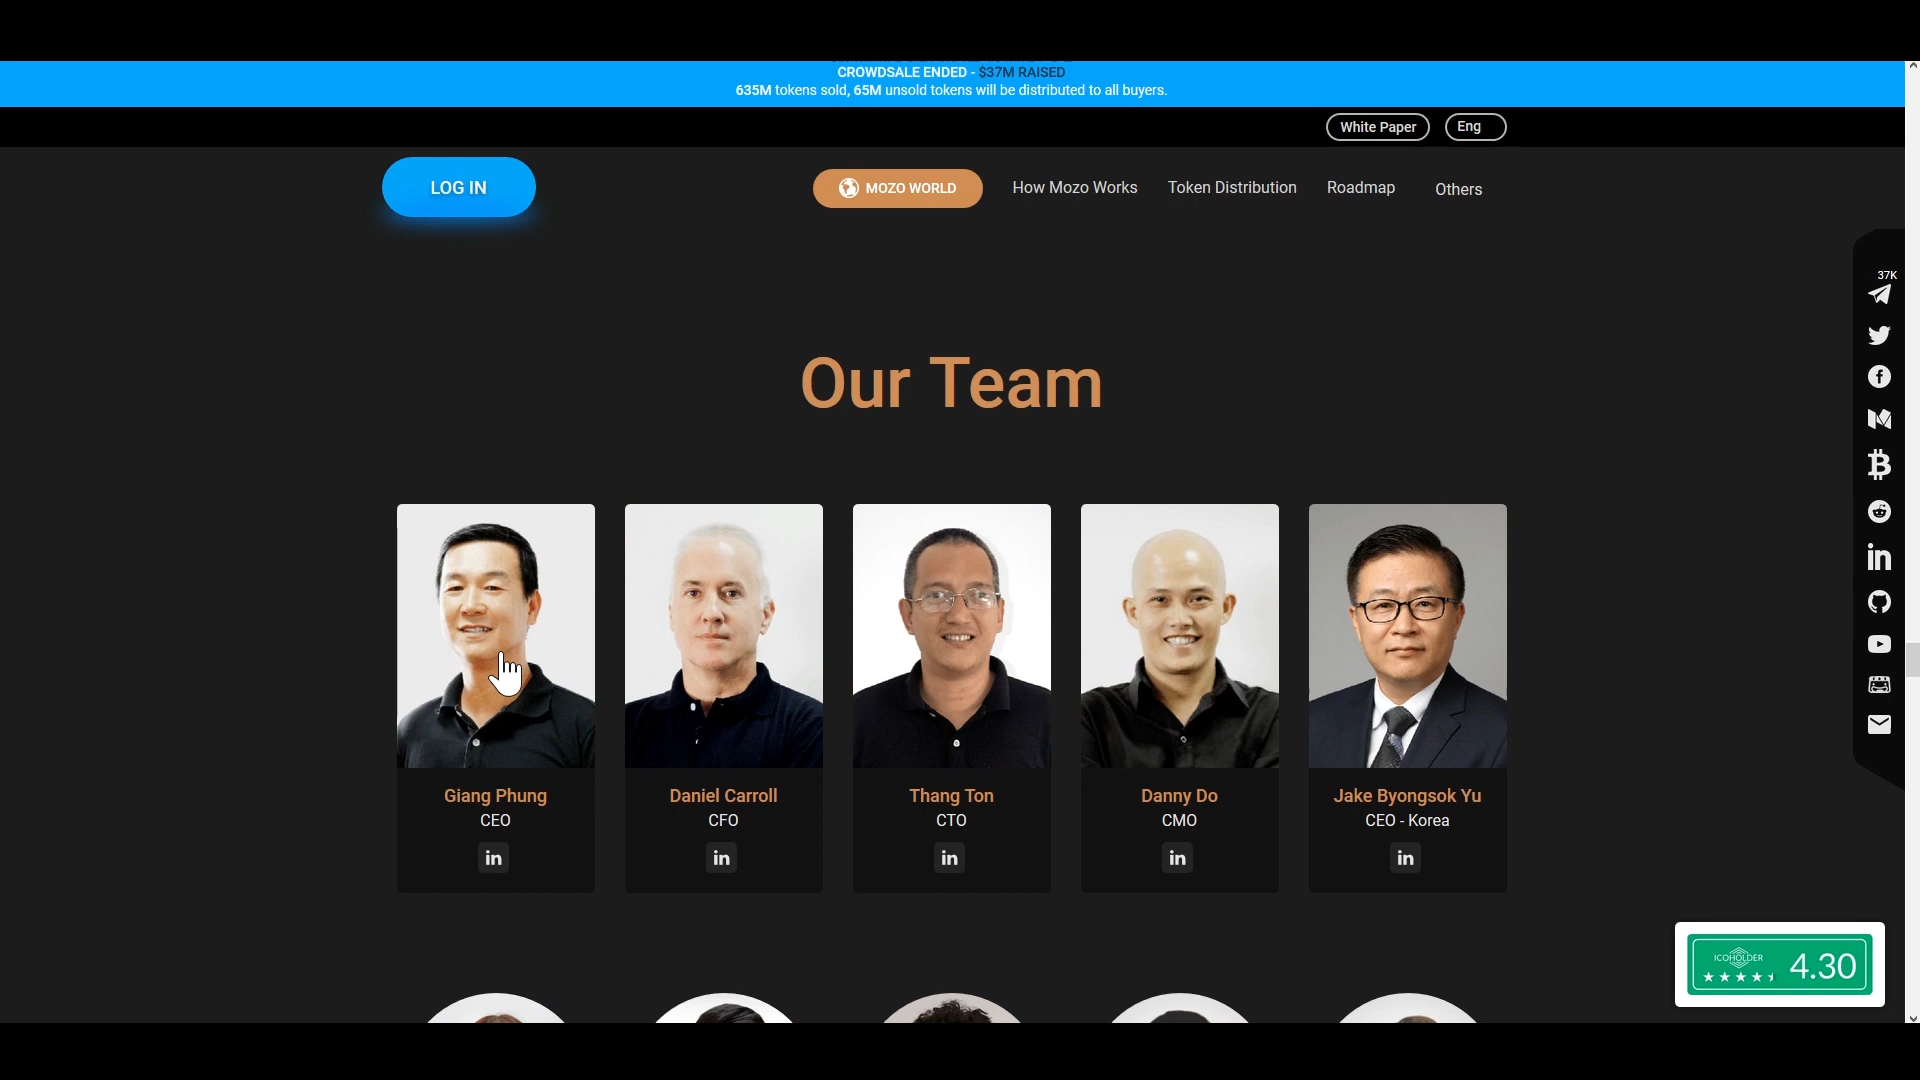 CROWDSALE ENDED - $37M RAISED
635M tokens sold, 65M unsold tokens will be distributed to all buyers.
White Paper
Eng
LOG IN
MOZO WORLD
How Mozo Works
Token Distribution
Roadmap
Others
37K
Our Team
Giang Phung
CEO
in
Daniel Carroll
CFO
in
Thang Ton
CTO
in
Danny Do
CMO
in
Jake Byongsok Yu
CEO - Korea
in
ICOHOLDER
4.30